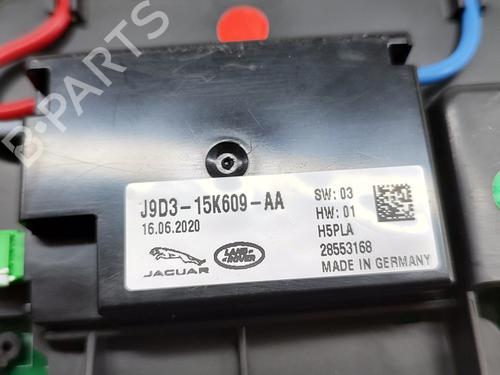 B-PARTS
J9D3-15K609-AA
16.06.2020
SW: 03
HW: 01
H5PLA
28553168
MADE IN GERMANY
JAGUAR
LAND-
ROVER